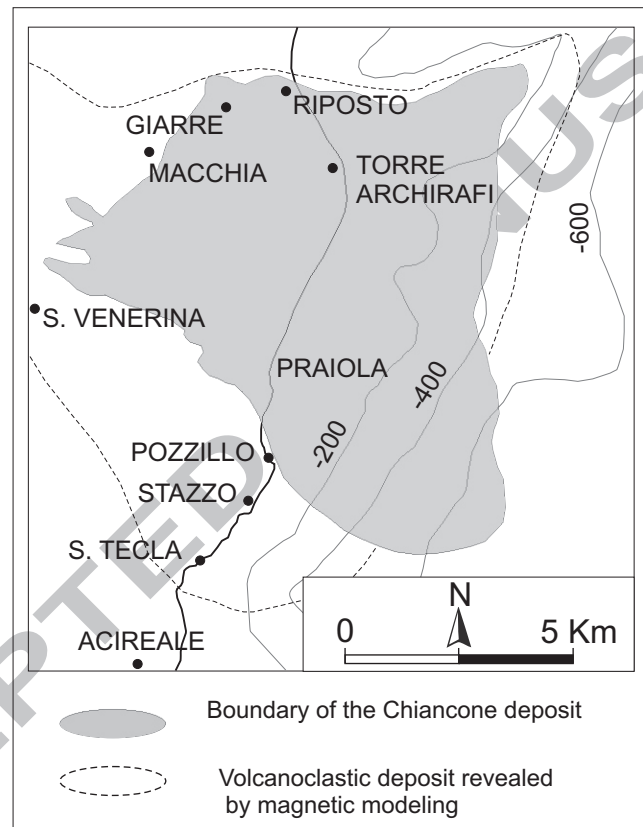 RIPOSTO
GIARRE
MACCHIA
TORRE
ARCHIRAFI
-600
S. VENERINA
PRAIOLA
-400
-200
POZZILLO
STAZZO
S. TECLA
N
0 5 Km
ACIREALE
Boundary of the Chiancone deposit
Volcanoclastic deposit revealed
by magnetic modeling